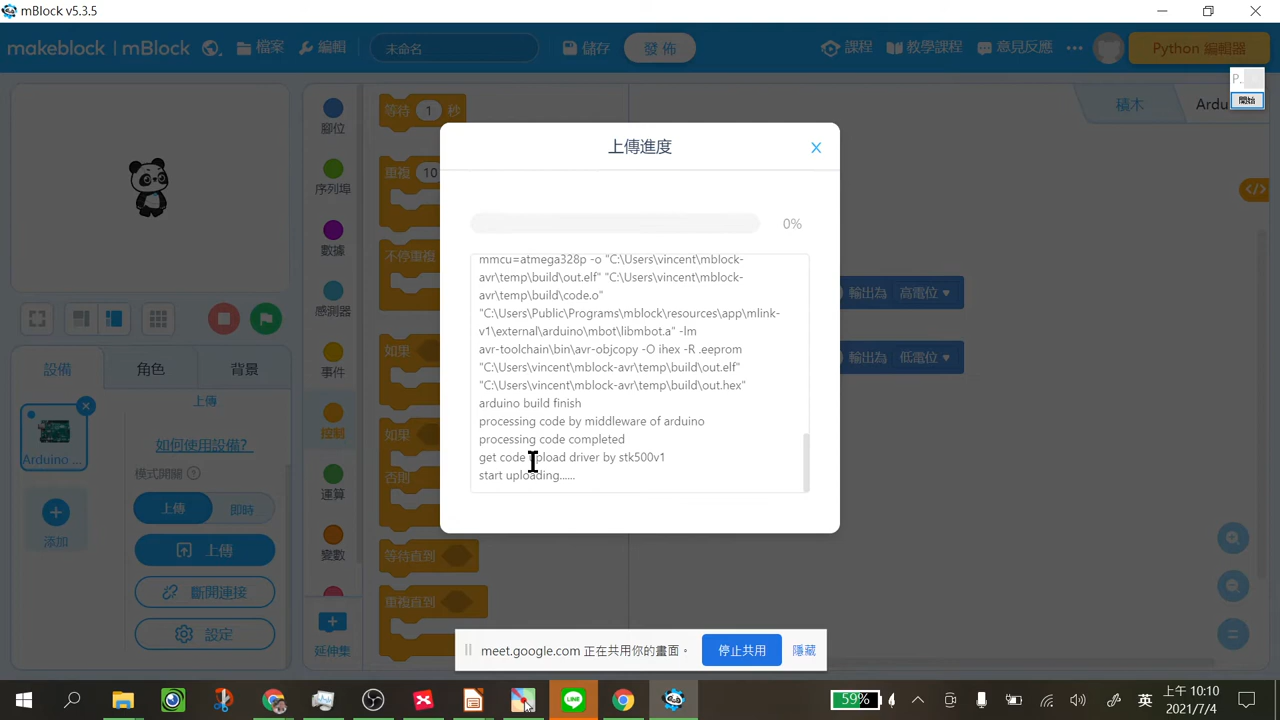 mBlock v5.3.5
makeblock | mBlock
檔案
編輯
未命名
儲存
發佈
課程
教學課程
意見反應
Python 編輯器
P.
開始
積木
Ardu
腳位
序列埠
數據
感測器
事件
控制
運算
變數
延伸集
等待 1 秒
重複 10
不停重複
如果
如果
否則
等待直到
重複直到
輸出為 高電位
輸出為 低電位
上傳進度
0%
mmcu=atmega328p -o "C:\Users\vincent\mblock-
avr\temp\build\out.elf" "C:\Users\vincent\mblock-
avr\temp\build\code.o"
"C:\Users\Public\Programs\mblock\resources\app\mlink-
v1\external\arduino\mbot\libmbot.a" -lm
avr-toolchain\bin\avr-objcopy -O ihex -R .eeprom
"C:\Users\vincent\mblock-avr\temp\build\out.elf"
"C:\Users\vincent\mblock-avr\temp\build\out.hex"
arduino build finish
processing code by middleware of arduino
processing code completed
get code upload driver by stk500v1
start uploading......
設備
角色
背景
Arduino ...
添加
上傳
如何使用設備?
模式開關
上傳
即時
上傳
斷開連接
設定
meet.google.com 正在共用你的畫面。
停止共用
隱藏
59%
英
上午 10:10
2021/7/4